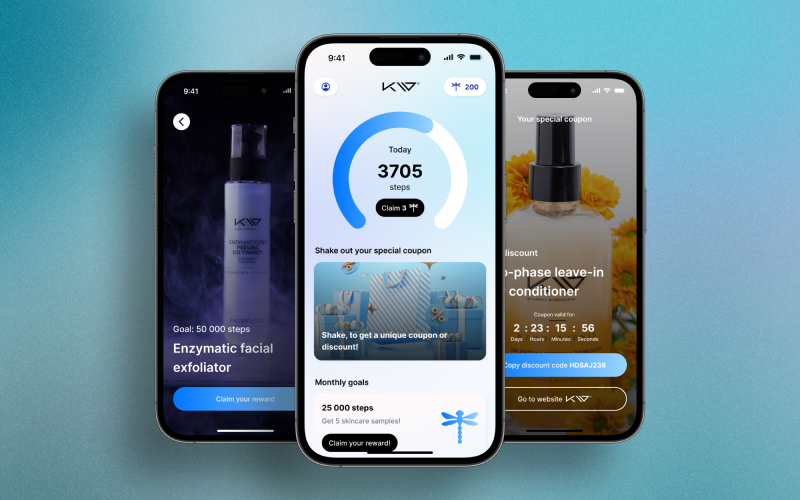 9:41
KW
ENZYMATYCZNY
PEELING
DO TWARZY
Goal: 50 000 steps
Enzymatic facial
exfoliator
Claim your reward
9:41
KW
200
Today
3705
steps
Claim 3
Shake out your special coupon
Shake, to get a unique coupon or
discount!
Monthly goals
25 000 steps
Get 5 skincare samples!
Claim your reward!
Your special coupon
discount
o-phase leave-in
conditioner
Coupon valid for:
2 : 23 : 15 : 56
Days Hours Minutes Seconds
Copy discount code HDSAJ238
Go to website KW